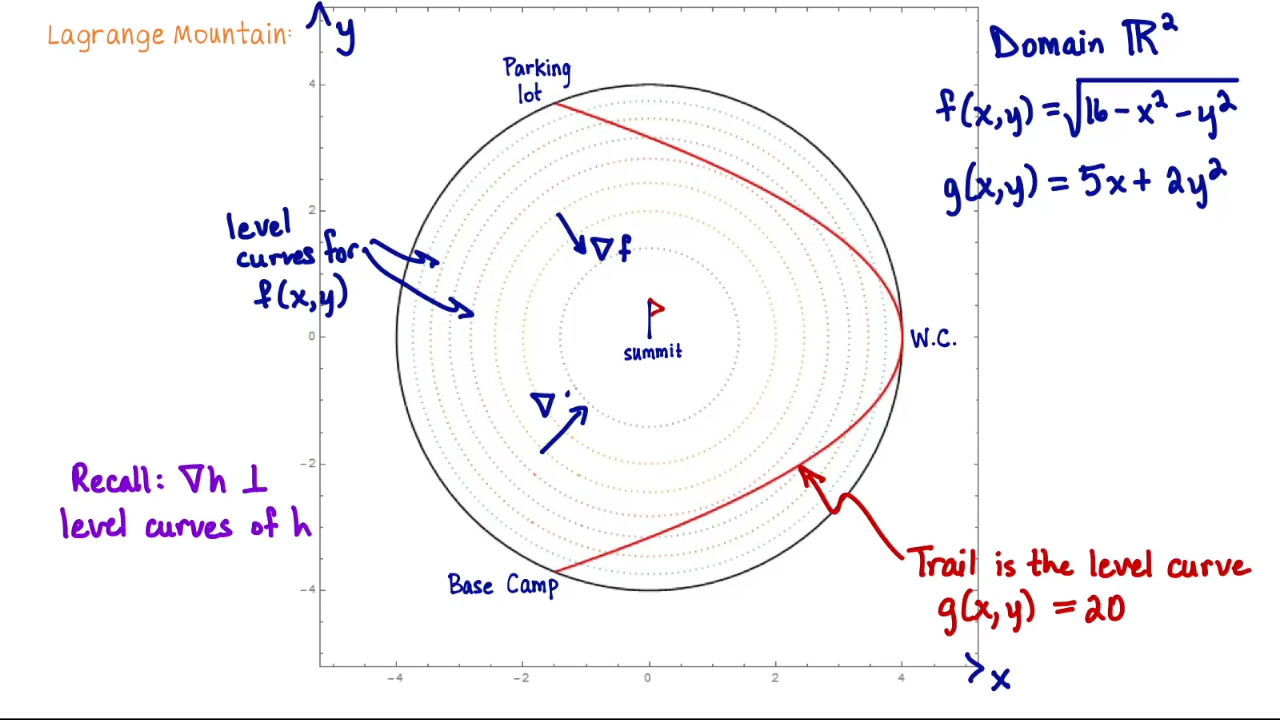 Lagrange Mountain:
y
Domain ℝ²
f(x,y) = √16 - x² - y²
g(x,y) = 5x + 2y²
Parking
lot
4
2
0
-2
-4
level
curves for
f(x,y)
∇f
summit
W.C.
∇
Recall: ∇h ⊥
level curves of h
Base Camp
Trail is the level curve
g(x,y) = 20
-4
-2
0
2
4
x